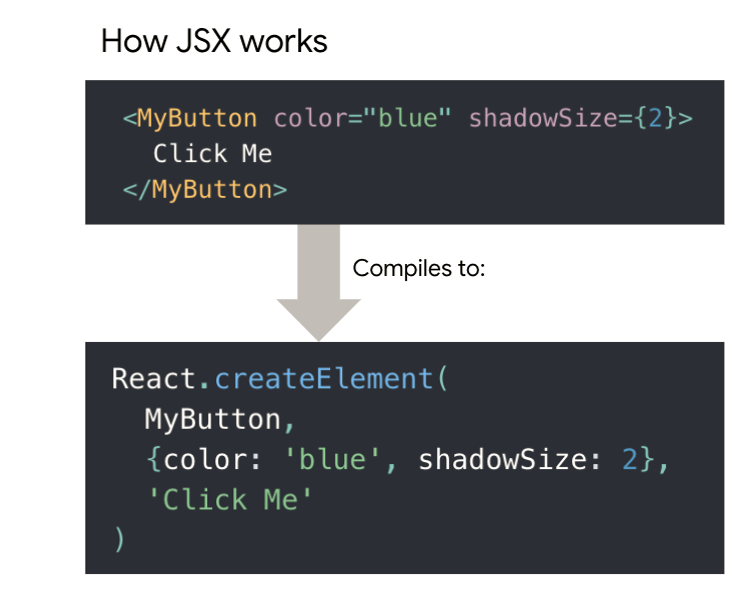 How JSX works
<MyButton color="blue" shadowSize={2}>
  Click Me
</MyButton>
Compiles to:
React.createElement(
  MyButton,
  {color: 'blue', shadowSize: 2},
  'Click Me'
)